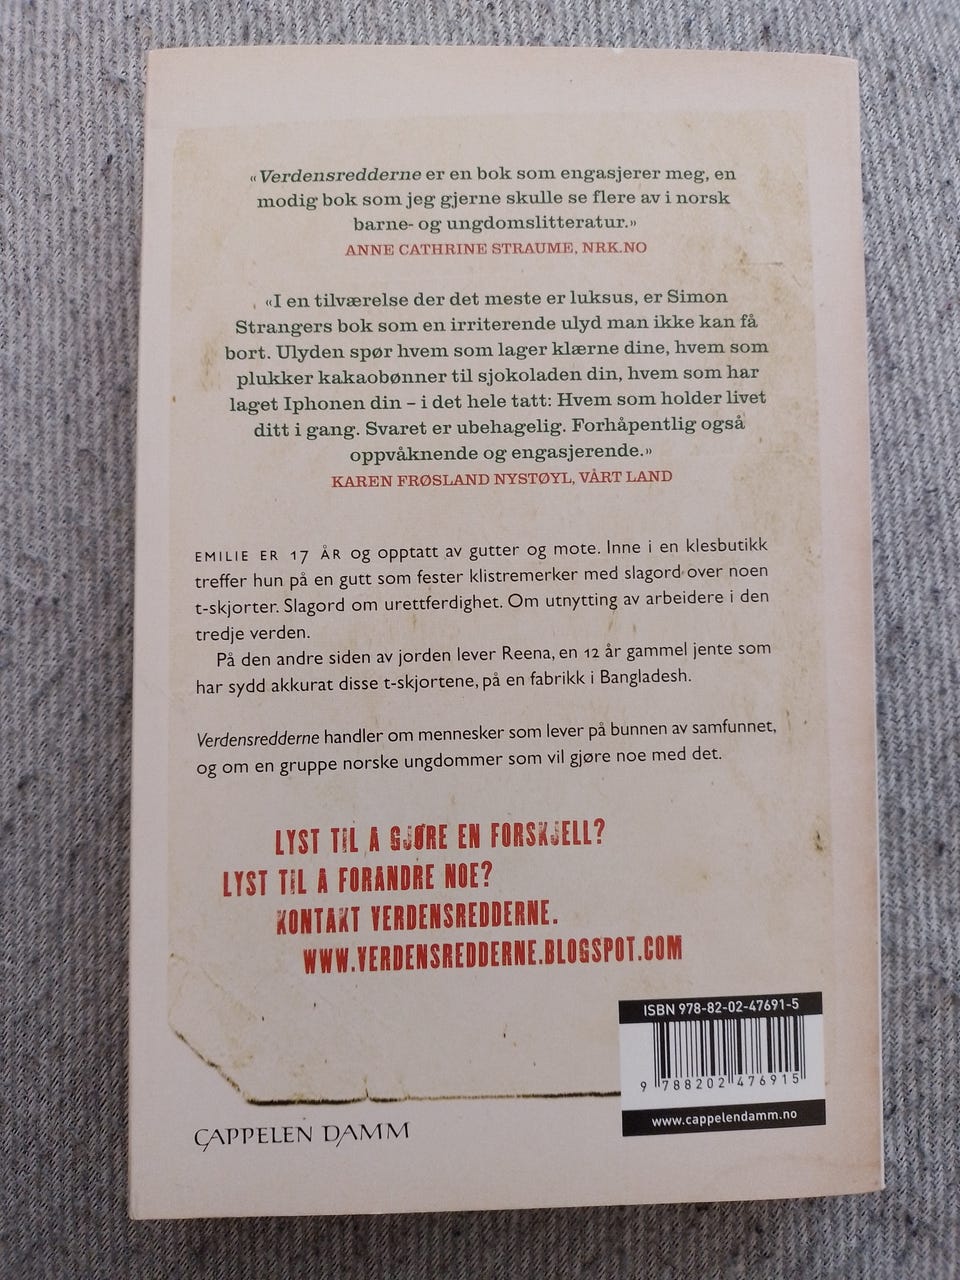 «Verdensredderne er en bok som engasjerer meg, en
modig bok som jeg gjerne skulle se flere av i norsk
barne- og ungdomslitteratur.»
ANNE CATHRINE STRAUME, NRK.NO
«I en tilværelse der det meste er luksus, er Simon
Strangers bok som en irriterende ulyd man ikke kan få
bort. Ulyden spør hvem som lager klærne dine, hvem som
plukker kakaobønner til sjokoladen din, hvem som har
laget Iphonen din – i det hele tatt: Hvem som holder livet
ditt i gang. Svaret er ubehagelig. Forhåpentlig også
oppvåknende og engasjerende.»
KAREN FRØSLAND NYSTØYL, VÅRT LAND
EMILIE ER 17 ÅR og opptatt av gutter og mote. Inne i en klesbutikk
treffer hun på en gutt som fester klistremerker med slagord over noen
t-skjorter. Slagord om urettferdighet. Om utnytting av arbeidere i den
tredje verden.
På den andre siden av jorden lever Reena, en 12 år gammel jente som
har sydd akkurat disse t-skjortene, på en fabrikk i Bangladesh.
Verdensredderne handler om mennesker som lever på bunnen av samfunnet,
og om en gruppe norske ungdommer som vil gjøre noe med det.
LYST TIL A GJØRE EN FORSKJELL?
LYST TIL A FORANDRE NOE?
KONTAKT VERDENSREDDERNE.
WWW.VERDENSREDDERNE.BLOGSPOT.COM
ISBN 978-82-02-47691-5
9 788202 476915
www.cappelendamm.no
CAPPELEN DAMM